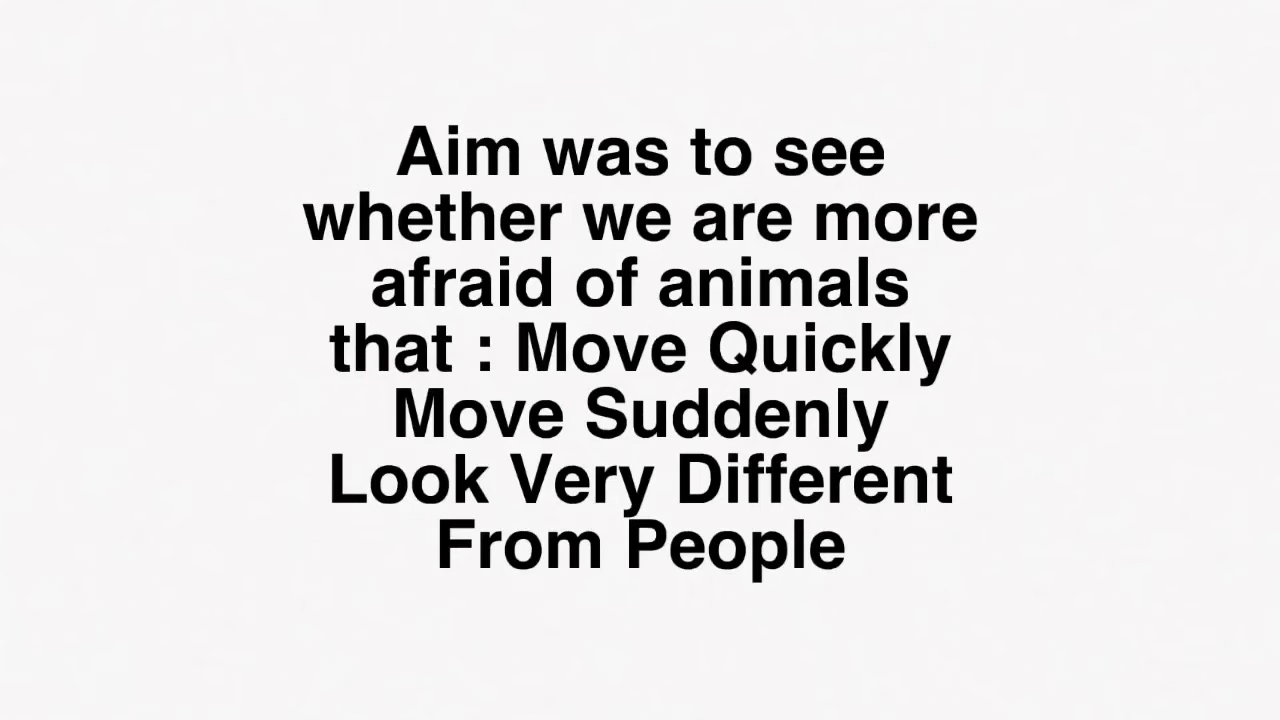 Aim was to see
whether we are more
afraid of animals
that : Move Quickly
Move Suddenly
Look Very Different
From People